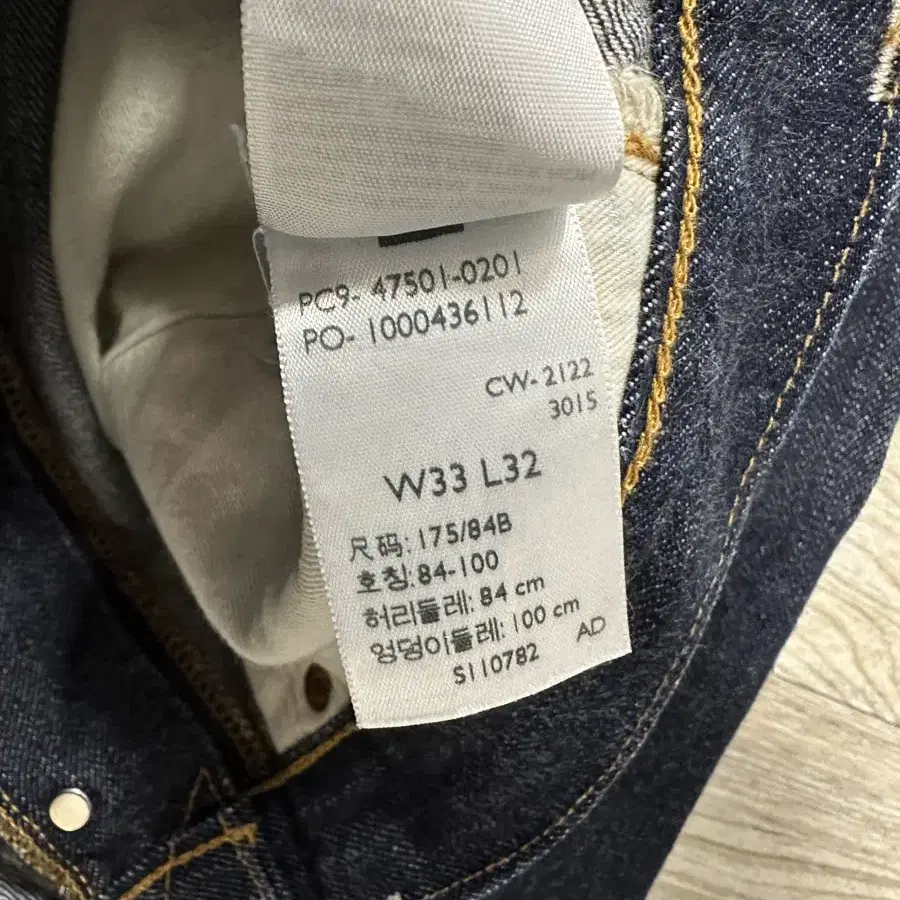 PC9- 47501-0201
PO- 1000436112
CW- 2122
3015
W33 L32
尺码: 175/84B
호칭: 84-100
허리둘레: 84 cm
엉덩이둘레: 100 cm
S110782 AD